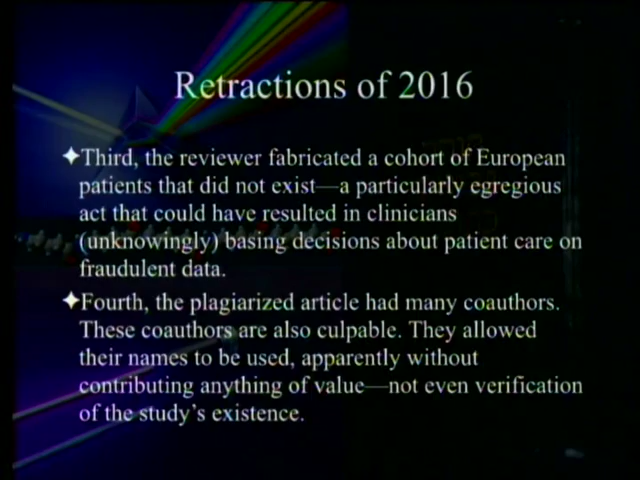 Retractions of 2016
✦Third, the reviewer fabricated a cohort of European
patients that did not exist—a particularly egregious
act that could have resulted in clinicians
(unknowingly) basing decisions about patient care on
fraudulent data.
✦Fourth, the plagiarized article had many coauthors.
These coauthors are also culpable. They allowed
their names to be used, apparently without
contributing anything of value—not even verification
of the study's existence.